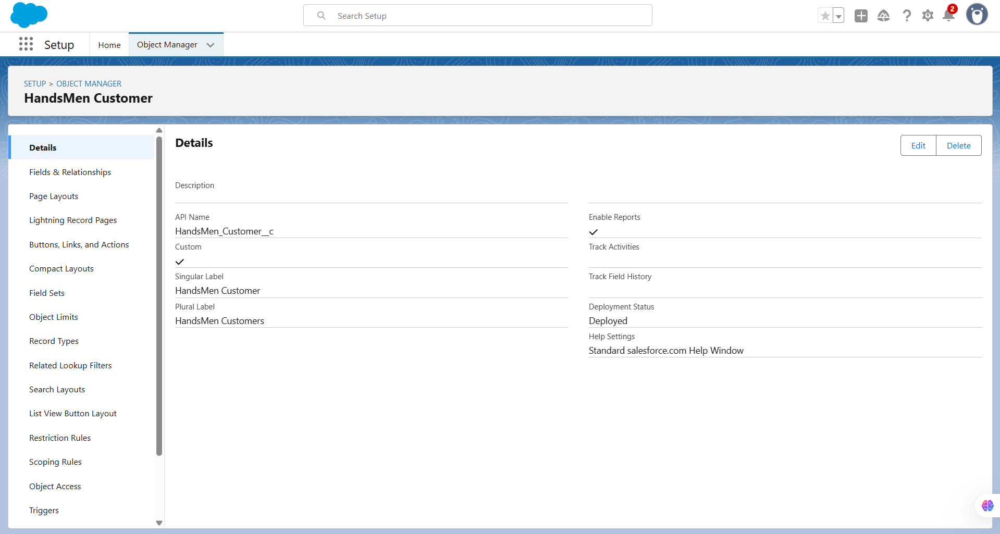 Search Setup
2
Setup
Home
Object Manager
SETUP > OBJECT MANAGER
HandsMen Customer
Details
Fields & Relationships
Page Layouts
Lightning Record Pages
Buttons, Links, and Actions
Compact Layouts
Field Sets
Object Limits
Record Types
Related Lookup Filters
Search Layouts
List View Button Layout
Restriction Rules
Scoping Rules
Object Access
Triggers
Details
Edit
Delete
Description
API Name
HandsMen_Customer__c
Custom
Singular Label
HandsMen Customer
Plural Label
HandsMen Customers
Enable Reports
Track Activities
Track Field History
Deployment Status
Deployed
Help Settings
Standard salesforce.com Help Window